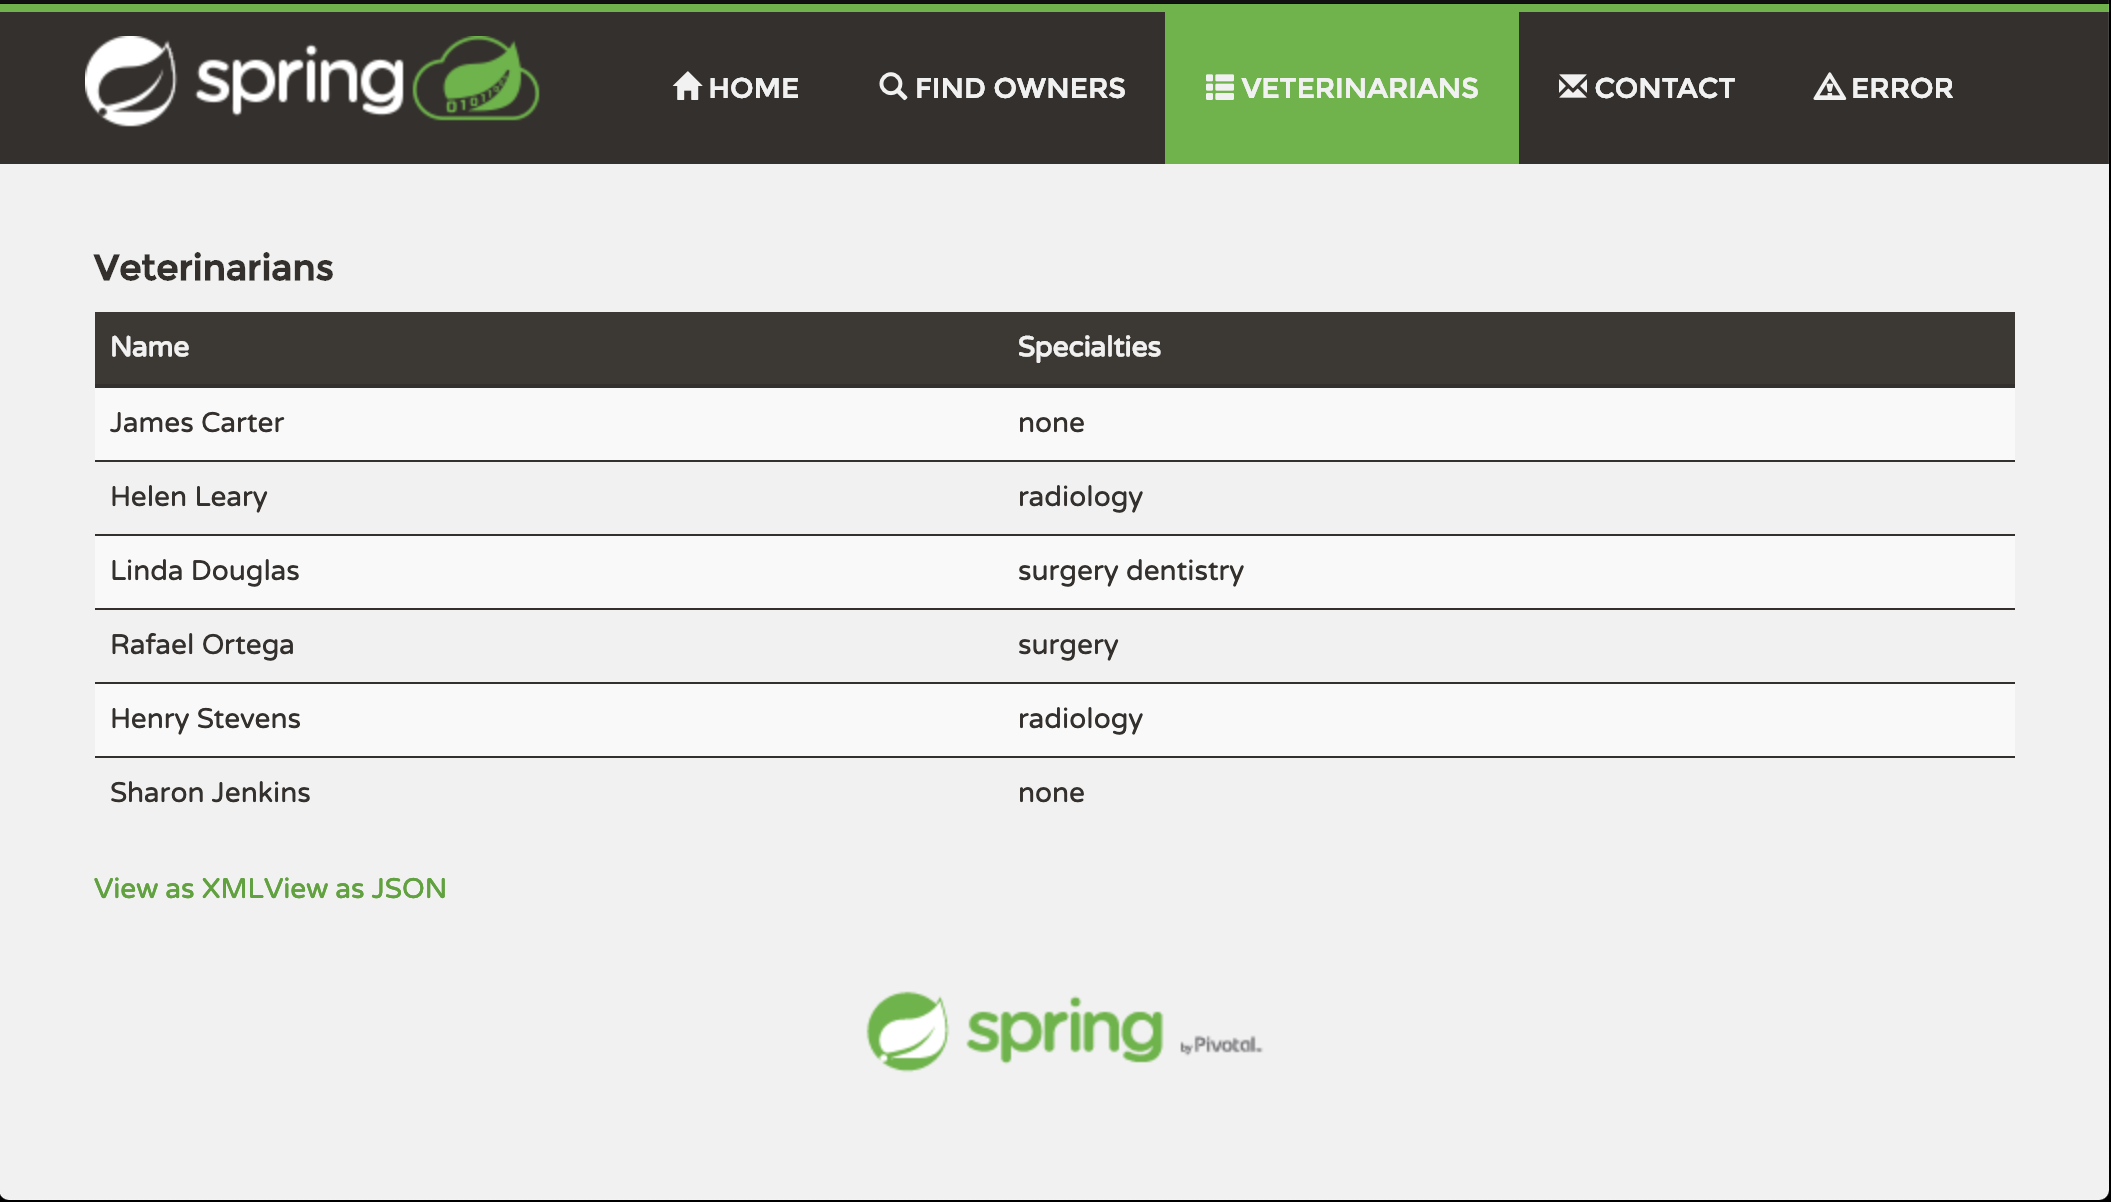 spring HOME FIND OWNERS VETERINARIANS CONTACT ERROR
Veterinarians
Name Specialties
James Carter none
Helen Leary radiology
Linda Douglas surgery dentistry
Rafael Ortega surgery
Henry Stevens radiology
Sharon Jenkins none
View as XMLView as JSON
spring by Pivotal